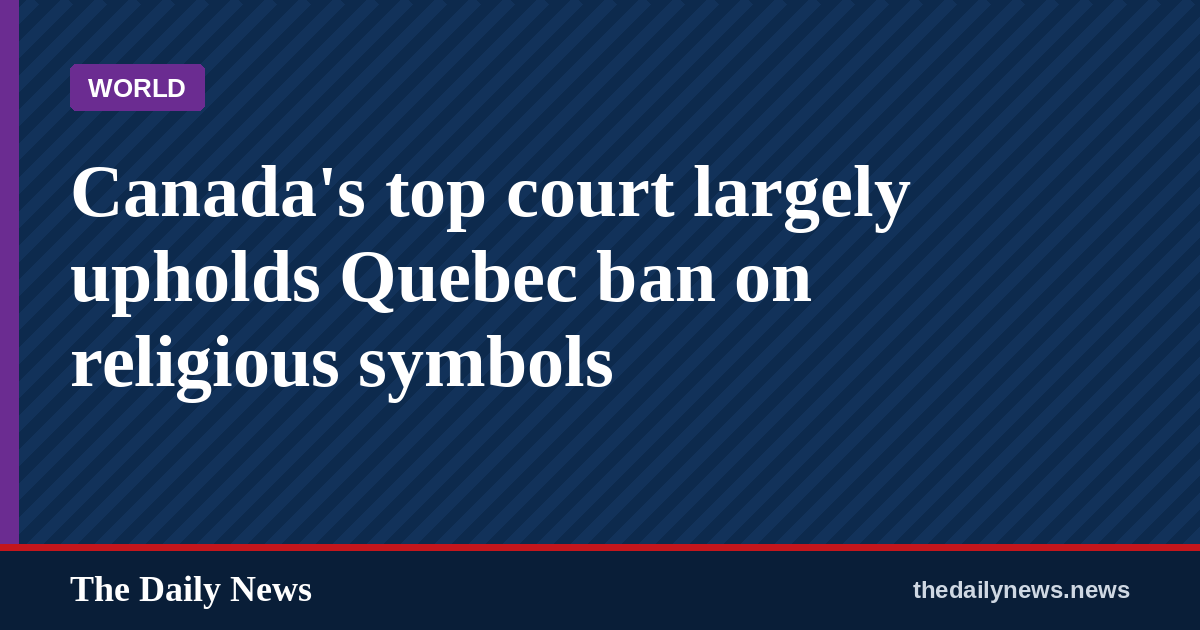 WORLD
Canada's top court largely
upholds Quebec ban on
religious symbols
The Daily News
thedailynews.news